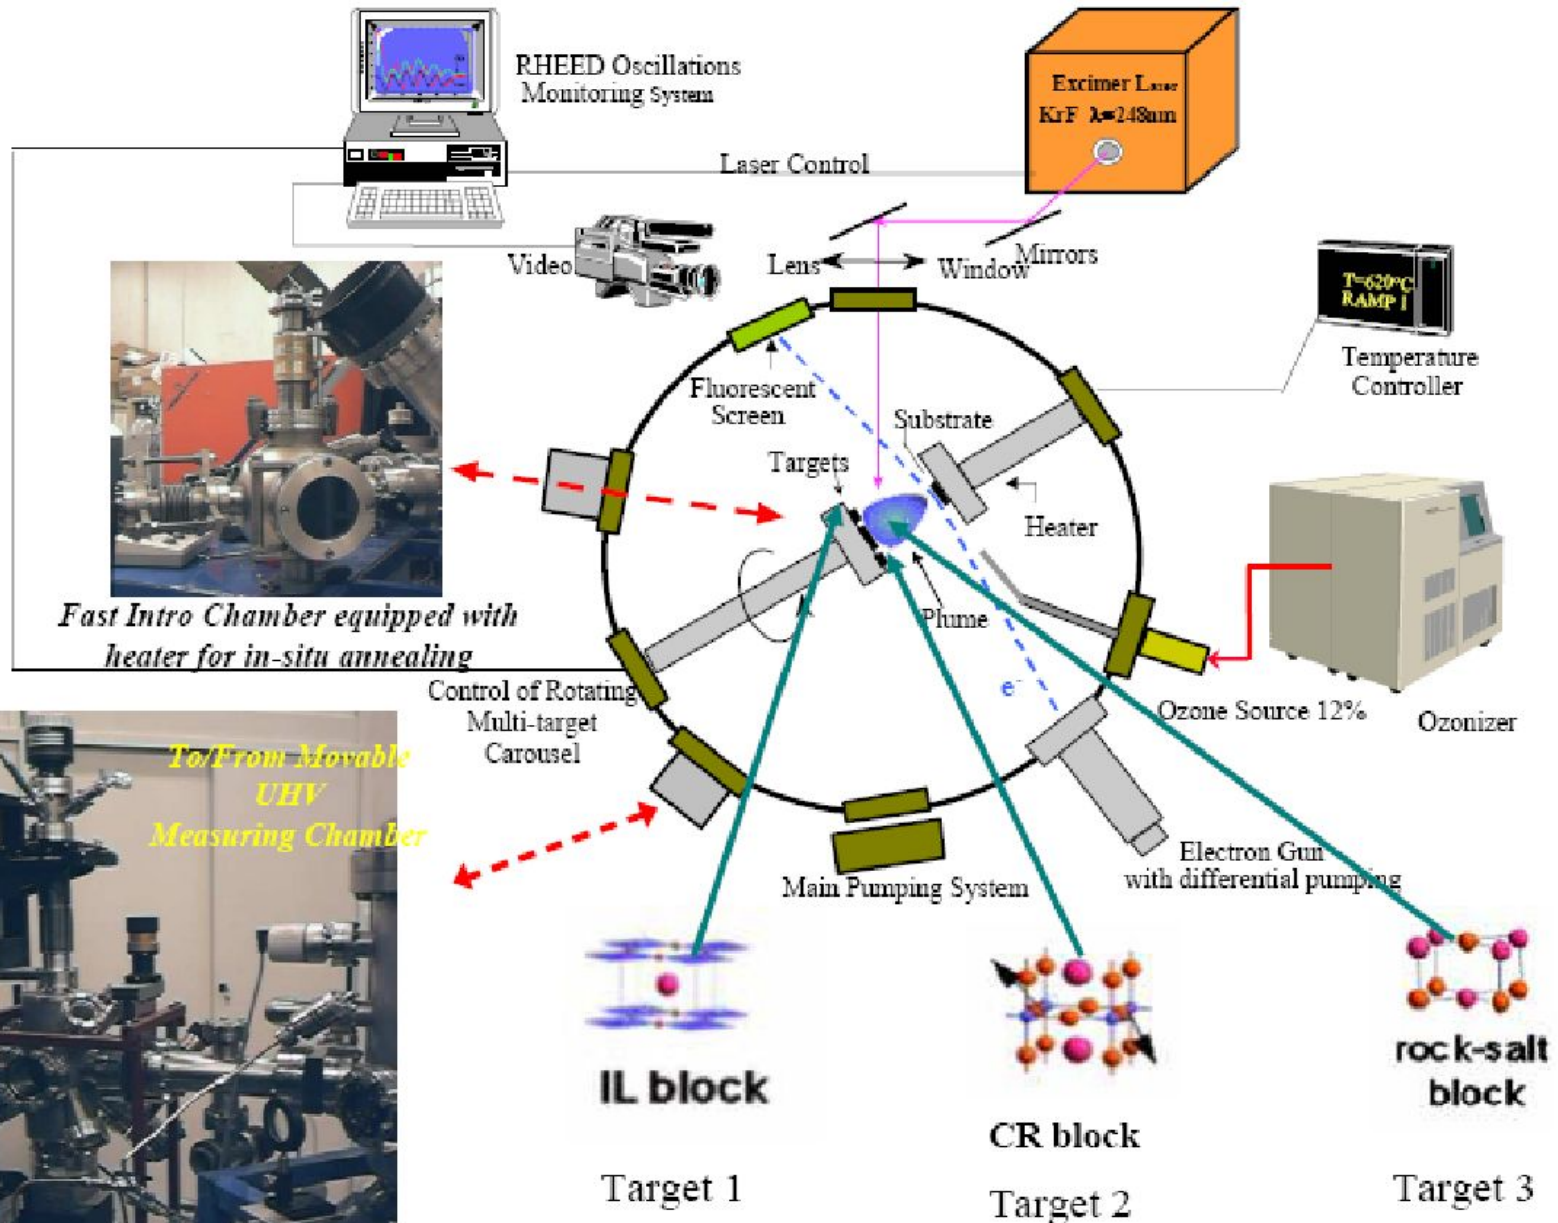 RHEED Oscillations
Monitoring System
Excimer Laser
KrF λ=248nm
Laser Control
Video
Lens
Window
Mirrors
T=620°C
RAMP 1
Temperature
Controller
Fluorescent
Screen
Substrate
Targets
Heater
Plume
Fast Intro Chamber equipped with
heater for in-situ annealing
Control of Rotating
Multi-target
Carousel
e-
Ozone Source 12%
Ozonizer
To/From Movable
UHV
Measuring Chamber
Electron Gun
with differential pumping
Main Pumping System
IL block
CR block
rock-salt
block
Target 1
Target 2
Target 3